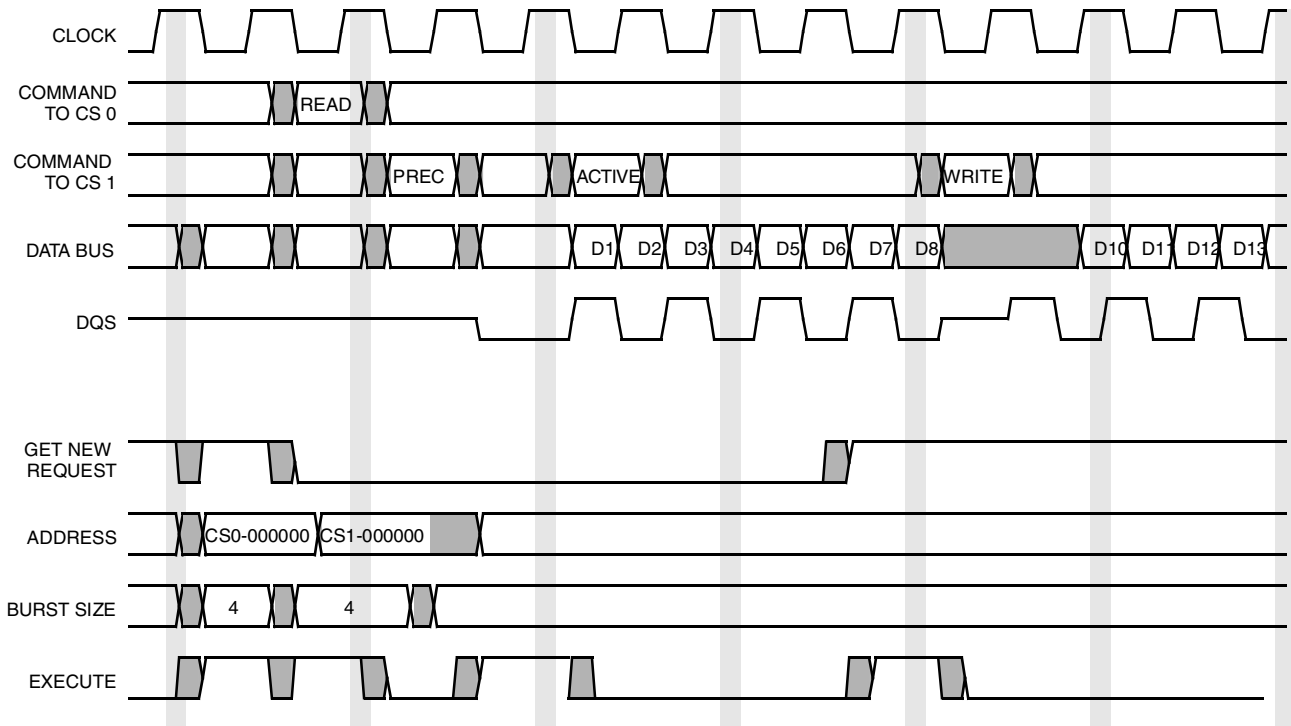 CLOCK
COMMAND
TO CS 0
READ
COMMAND
TO CS 1
PREC
ACTIVE
WRITE
DATA BUS
D1 D2 D3 D4 D5 D6 D7 D8 D10 D11 D12 D13
DQS
GET NEW
REQUEST
ADDRESS
CS0-000000 CS1-000000
BURST SIZE
4 4
EXECUTE